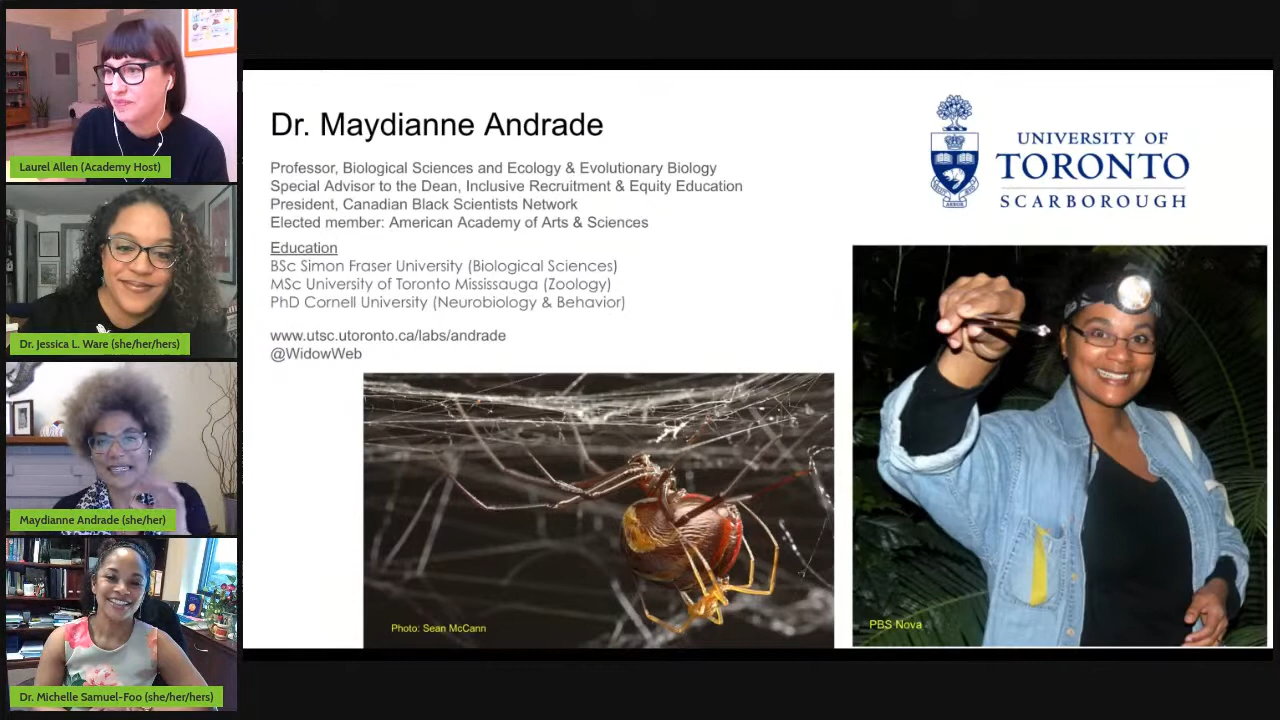 Laurel Allen (Academy Host)
Dr. Jessica L. Ware (she/her/hers)
Maydianne Andrade (she/her)
Dr. Michelle Samuel-Foo (she/her/hers)
Dr. Maydianne Andrade
Professor, Biological Sciences and Ecology & Evolutionary Biology
Special Advisor to the Dean, Inclusive Recruitment & Equity Education
President, Canadian Black Scientists Network
Elected member: American Academy of Arts & Sciences
Education
BSc Simon Fraser University (Biological Sciences)
MSc University of Toronto Mississauga (Zoology)
PhD Cornell University (Neurobiology & Behavior)
www.utsc.utoronto.ca/labs/andrade
@WidowWeb
UNIVERSITY OF
TORONTO
SCARBOROUGH
Photo: Sean McCann
PBS Nova